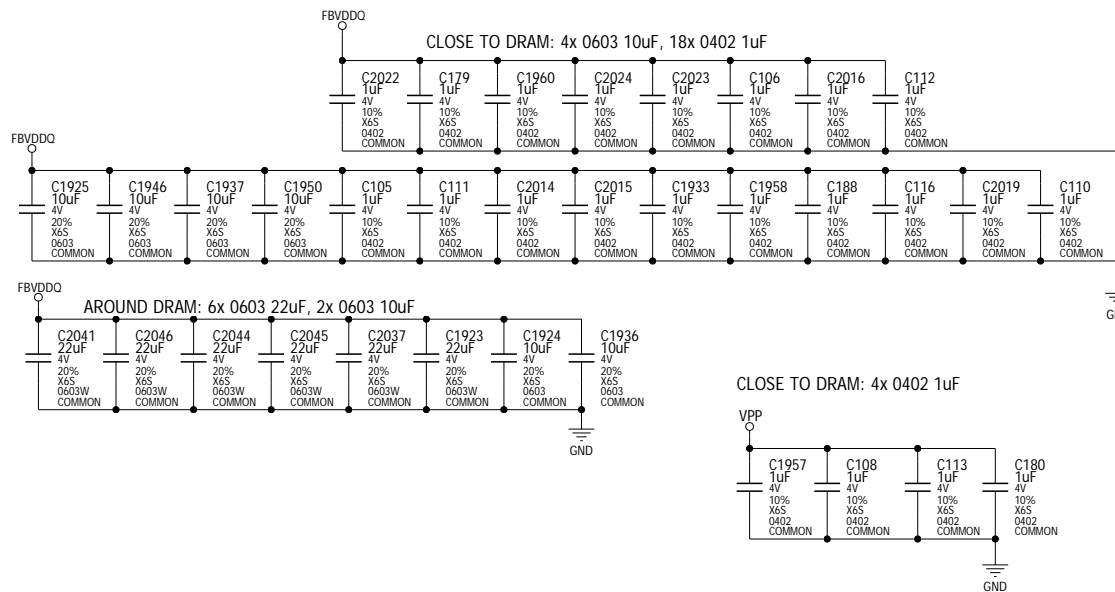 FBVDDQ
CLOSE TO DRAM: 4x 0603 10uF, 18x 0402 1uF
C2022 C179 C1960 C2024 C2023 C106 C2016 C112
1uF 1uF 1uF 1uF 1uF 1uF 1uF 1uF
4V 4V 4V 4V 4V 4V 4V 4V
10% 10% 10% 10% 10% 10% 10% 10%
X6S X6S X6S X6S X6S X6S X6S X6S
0402 0402 0402 0402 0402 0402 0402 0402
COMMON COMMON COMMON COMMON COMMON COMMON COMMON COMMON
FBVDDQ
C1925 C1946 C1937 C1950 C105 C111 C2014 C2015 C1933 C1958 C188 C116 C2019 C110
10uF 10uF 10uF 10uF 1uF 1uF 1uF 1uF 1uF 1uF 1uF 1uF 1uF 1uF
4V 4V 4V 4V 4V 4V 4V 4V 4V 4V 4V 4V 4V 4V
20% 20% 20% 20% 10% 10% 10% 10% 10% 10% 10% 10% 10% 10%
X6S X6S X6S X6S X6S X6S X6S X6S X6S X6S X6S X6S X6S X6S
0603 0603 0603 0603 0402 0402 0402 0402 0402 0402 0402 0402 0402 0402
COMMON COMMON COMMON COMMON COMMON COMMON COMMON COMMON COMMON COMMON COMMON COMMON COMMON COMMON
FBVDDQ
AROUND DRAM: 6x 0603 22uF, 2x 0603 10uF
C2041 C2046 C2044 C2045 C2037 C1923 C1924 C1936
22uF 22uF 22uF 22uF 22uF 22uF 10uF 10uF
4V 4V 4V 4V 4V 4V 4V 4V
20% 20% 20% 20% 20% 20% 20% 20%
X6S X6S X6S X6S X6S X6S X6S X6S
0603W 0603W 0603W 0603W 0603W 0603W 0603 0603
COMMON COMMON COMMON COMMON COMMON COMMON COMMON COMMON
GND
CLOSE TO DRAM: 4x 0402 1uF
VPP
C1957 C108 C113 C180
1uF 1uF 1uF 1uF
4V 4V 4V 4V
10% 10% 10% 10%
X6S X6S X6S X6S
0402 0402 0402 0402
COMMON COMMON COMMON COMMON
GND